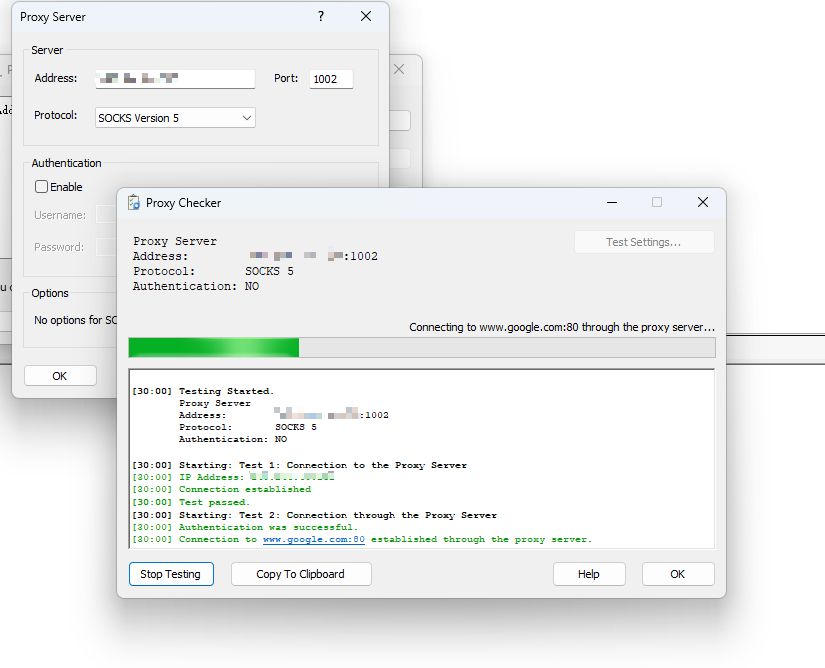 Proxy Server
?
Server
Address:
Port: 1002
Protocol: SOCKS Version 5
Authentication
Enable
Username:
Password:
Options
No options for SO
OK
Proxy Checker
Proxy Server
Address: :1002
Protocol: SOCKS 5
Authentication: NO
Test Settings...
Connecting to www.google.com:80 through the proxy server...
[30:00] Testing Started.
Proxy Server
Address: :1002
Protocol: SOCKS 5
Authentication: NO
[30:00] Starting: Test 1: Connection to the Proxy Server
[30:00] IP Address:
[30:00] Connection established
[30:00] Test passed.
[30:00] Starting: Test 2: Connection through the Proxy Server
[30:00] Authentication was successful.
[30:00] Connection to www.google.com:80 established through the proxy server.
Stop Testing
Copy To Clipboard
Help
OK